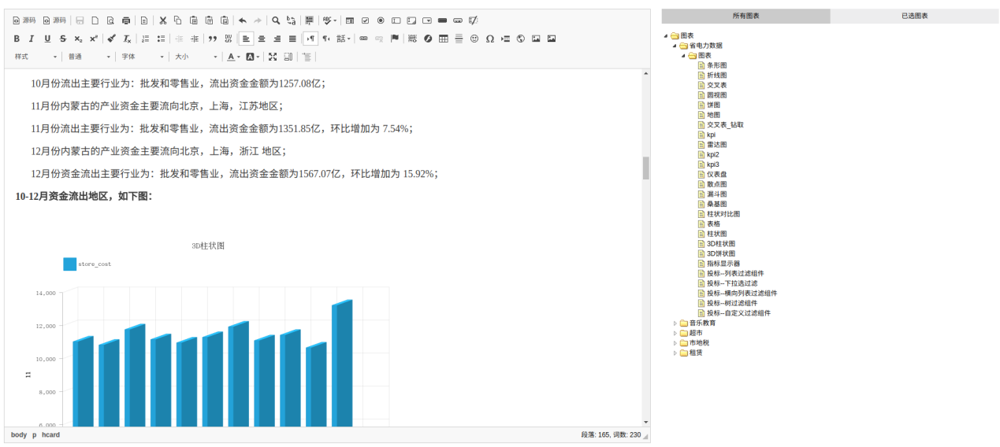 源码 源码
样式 普通 字体 大小
10月份流出主要行业为：批发和零售业，流出资金金额为1257.08亿；
11月份内蒙古的产业资金主要流向北京，上海，江苏地区；
11月份流出主要行业为：批发和零售业，流出资金金额为1351.85亿，环比增加为 7.54%；
12月份内蒙古的产业资金主要流向北京，上海，浙江 地区；
12月份资金流出主要行业为：批发和零售业，流出资金金额为1567.07亿，环比增加为 15.92%；
10-12月资金流出地区，如下图：
3D柱状图
store_cost
14,000
12,000
10,000
11
8,000
6,000
body p hcard
段落: 165, 词数: 230
所有图表 已选图表
图表
省电力数据
图表
条形图
折线图
交叉表
圆视图
饼图
地图
交叉表_钻取
kpi
雷达图
kpi2
kpi3
仪表盘
散点图
漏斗图
桑基图
柱状对比图
表格
柱状图
3D柱状图
3D饼状图
指标显示器
投标--列表过滤组件
投标--下拉选过滤
投标--横向列表过滤组件
投标--树过滤组件
投标--自定义过滤组件
音乐教育
超市
市地税
租赁